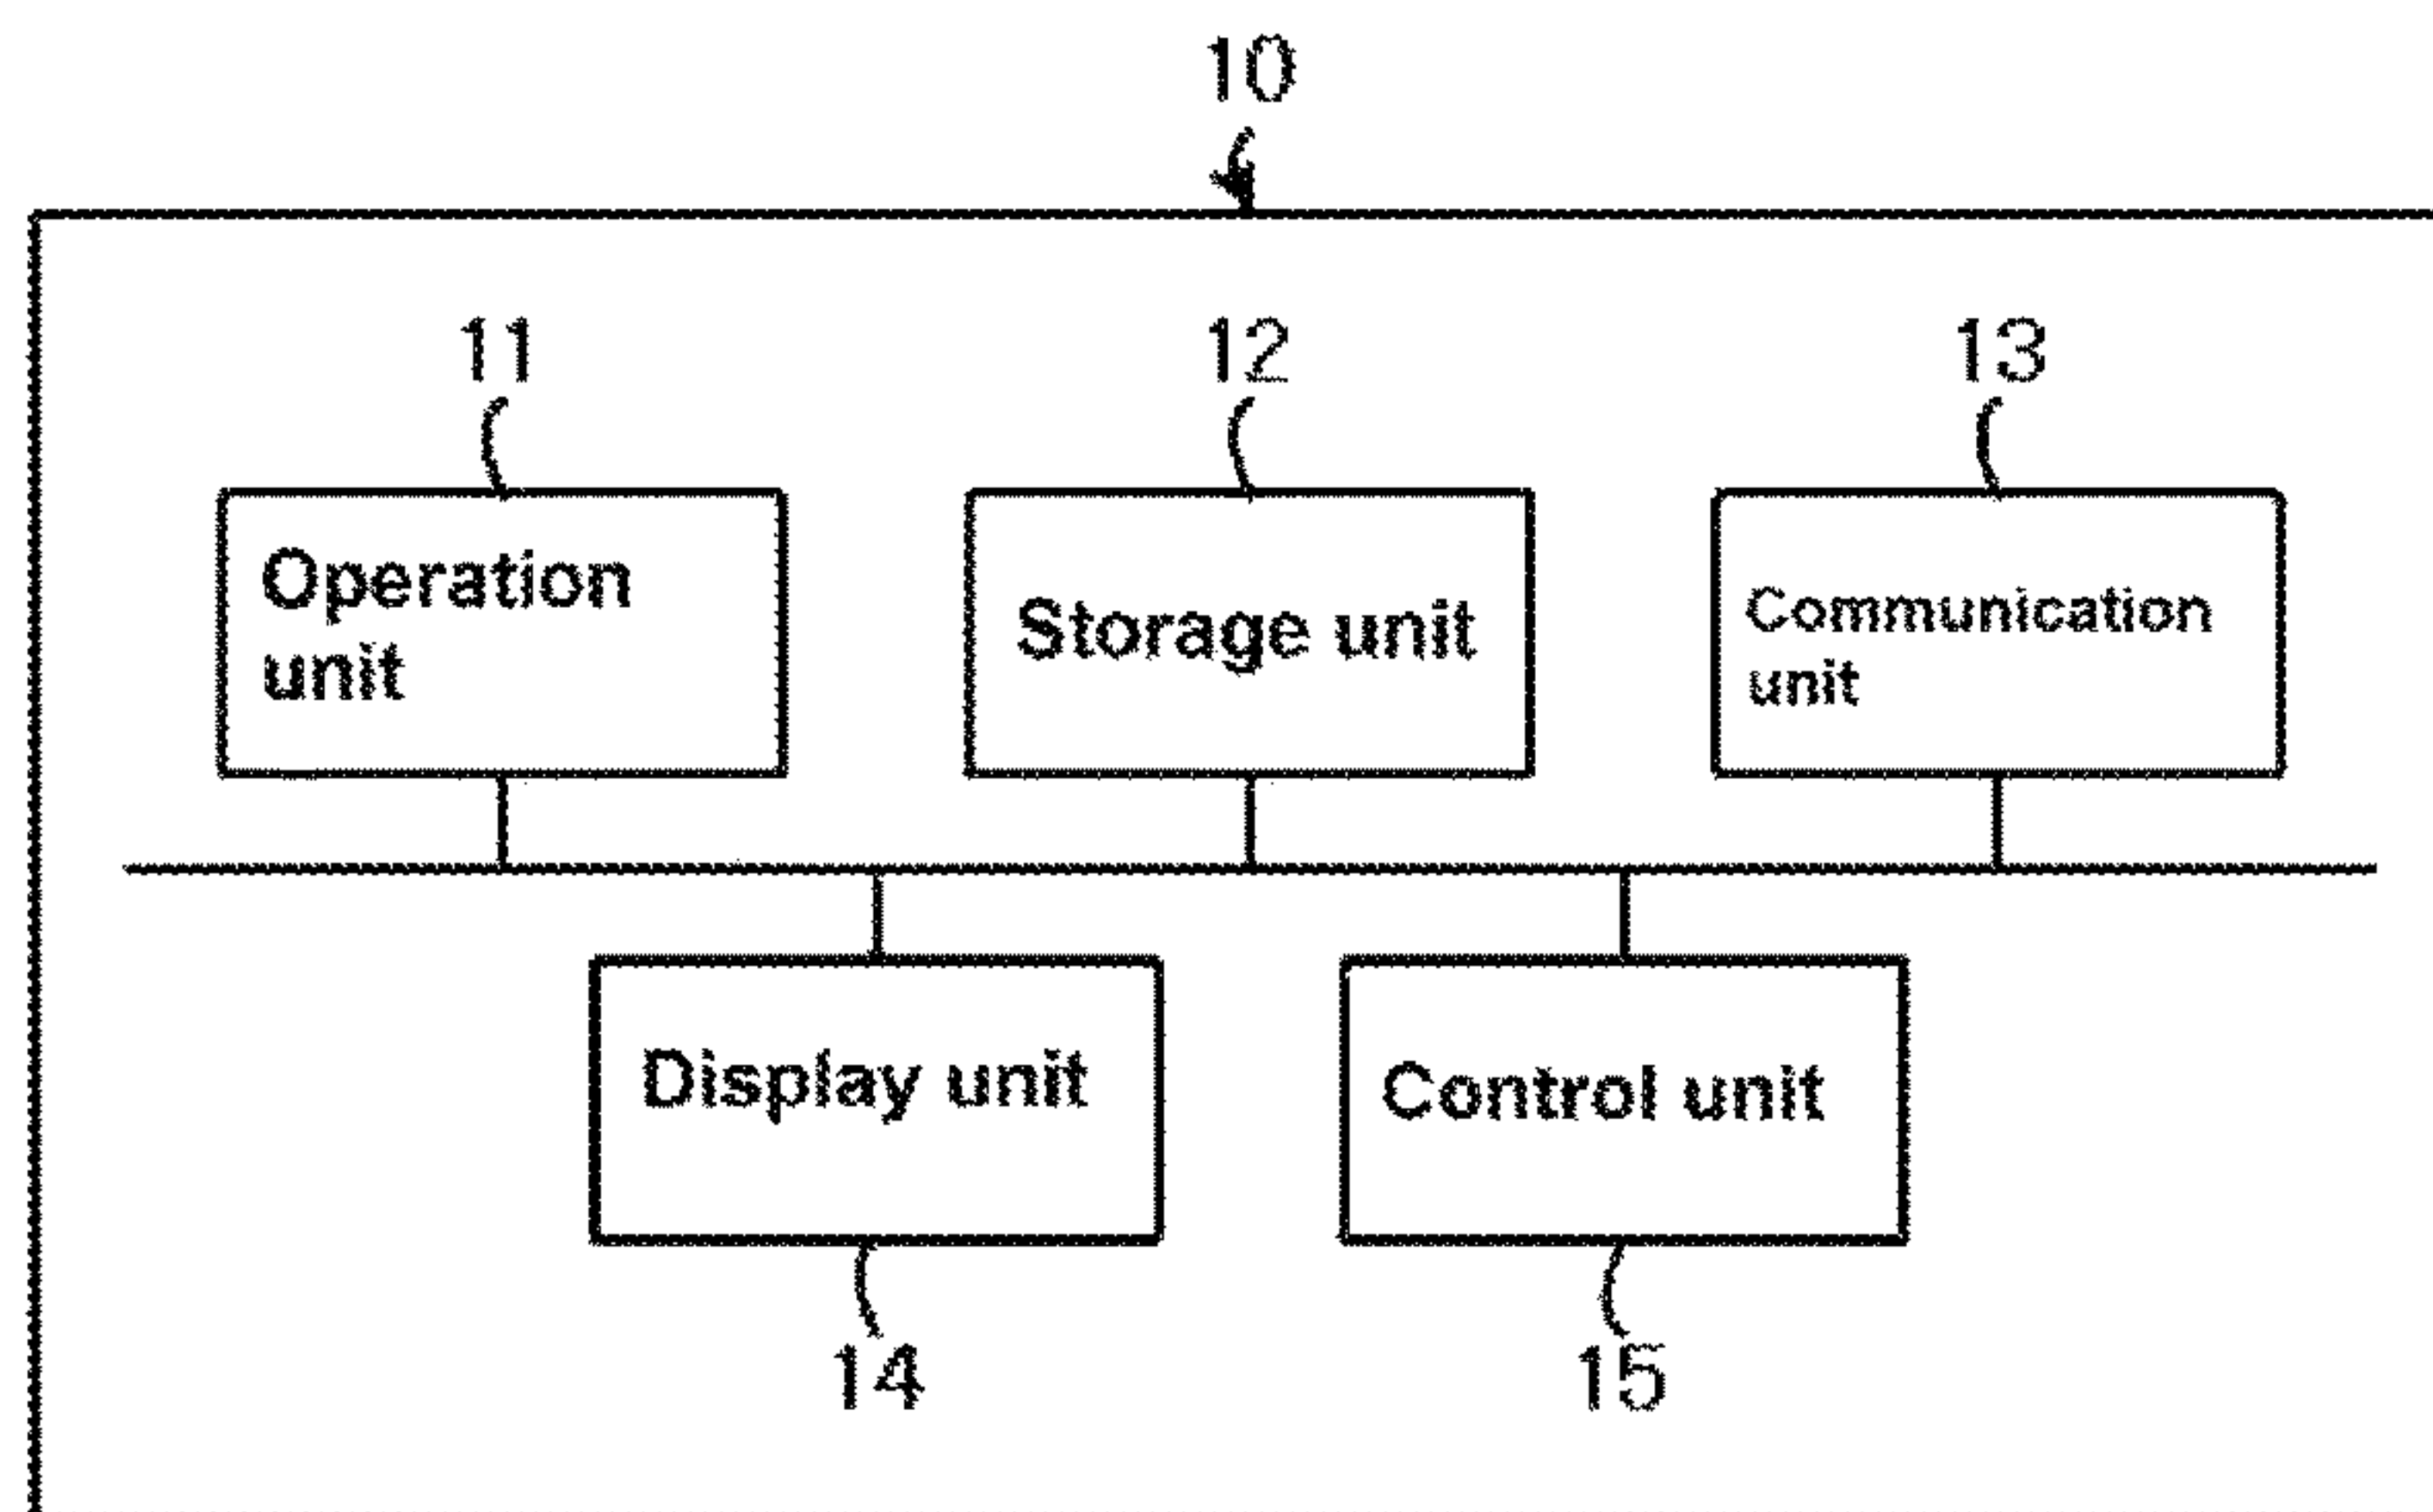 10
11
12
13
Operation
unit
Storage unit
Communication
unit
Display unit
Control unit
14
15